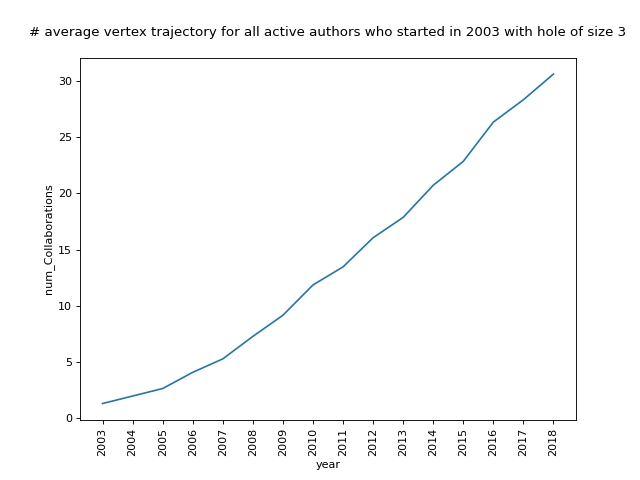 # average vertex trajectory for all active authors who started in 2003 with hole of size 3
30
25
20
15
10
5
0
num_Collaborations
2003 2004 2005 2006 2007 2008 2009 2010 2011 2012 2013 2014 2015 2016 2017 2018
year